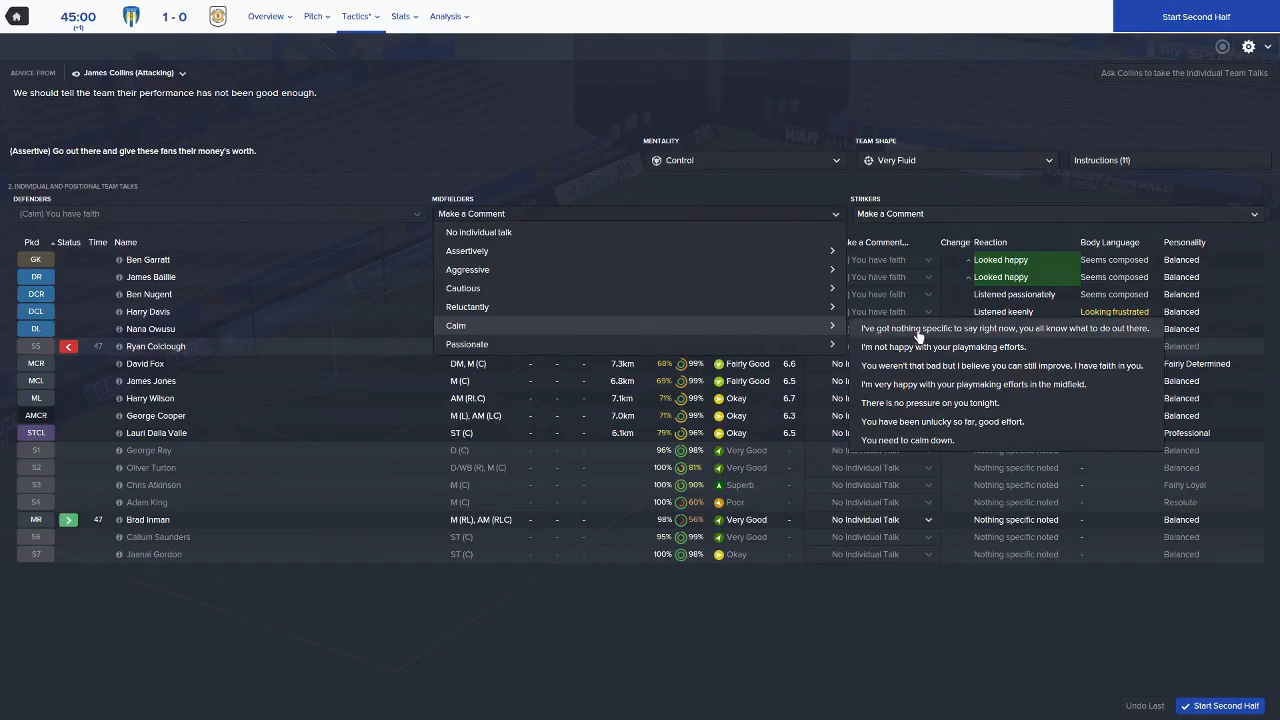 45:00
(+1)
1 - 0
Overview
Pitch
Tactics*
Stats
Analysis
Start Second Half
ADVICE FROM
James Collins (Attacking)
Ask Collins to take the Individual Team Talks
We should tell the team their performance has not been good enough.
(Assertive) Go out there and give these fans their money's worth.
MENTALITY
Control
TEAM SHAPE
Very Fluid
Instructions (11)
2. INDIVIDUAL AND POSITIONAL TEAM TALKS
DEFENDERS
(Calm) You have faith
MIDFIELDERS
Make a Comment
STRIKERS
Make a Comment
No individual talk
Assertively
Aggressive
Cautious
Reluctantly
Calm
Passionate
I've got nothing specific to say right now, you all know what to do out there.
I'm not happy with your playmaking efforts.
You weren't that bad but I believe you can still improve. I have faith in you.
I'm very happy with your playmaking efforts in the midfield.
There is no pressure on you tonight.
You have been unlucky so far, good effort.
You need to calm down.
Pkd Status Time Name ke a Comment... Change Reaction Body Language Personality
GK Ben Garratt ] You have faith Looked happy Seems composed Balanced
DR James Baillie ] You have faith Looked happy Seems composed Balanced
DCR Ben Nugent ] You have faith Listened passionately Seems composed Balanced
DCL Harry Davis ] You have faith Listened keenly Looking frustrated Balanced
DL Nana Owusu Balanced
S5 47 Ryan Colclough Balanced
MCR David Fox DM, M (C) - - - 7.3km 68% 99% Fairly Good 6.6 No I Fairly Determined
MCL James Jones M (C) - - - 6.8km 69% 99% Fairly Good 6.5 No I Balanced
ML Harry Wilson M (RLC), AM (RL) - - - 7.1km 71% 99% Okay 6.7 No I Balanced
AMCR George Cooper M (L), AM (LC) - - - 7.0km 71% 99% Okay 6.3 No I Balanced
STCL Lauri Dalla Valle ST (C) - - - 6.1km 79% 96% Okay 6.5 No I Professional
S1 George Ray D (C) - - - 96% 98% Very Good - No Individual Talk Nothing specific noted - Balanced
S2 Oliver Turton D/WB (R), M (C) - - - 100% 81% Very Good - No Individual Talk Nothing specific noted - Balanced
S3 Chris Atkinson M (C) - - - 100% 90% Superb - No Individual Talk Nothing specific noted - Fairly Loyal
S4 Adam King M (C) - - - 100% 60% Poor - No Individual Talk Nothing specific noted - Resolute
MR 47 Brad Inman M (RL), AM (RLC) - - - 98% 56% Very Good - No Individual Talk Nothing specific noted - Balanced
S6 Callum Saunders ST (C) - - - 95% 99% Very Good - No Individual Talk Nothing specific noted - Balanced
S7 Jaanai Gordon ST (C) - - - 100% 98% Okay - No Individual Talk Nothing specific noted - Balanced
Undo Last
Start Second Half